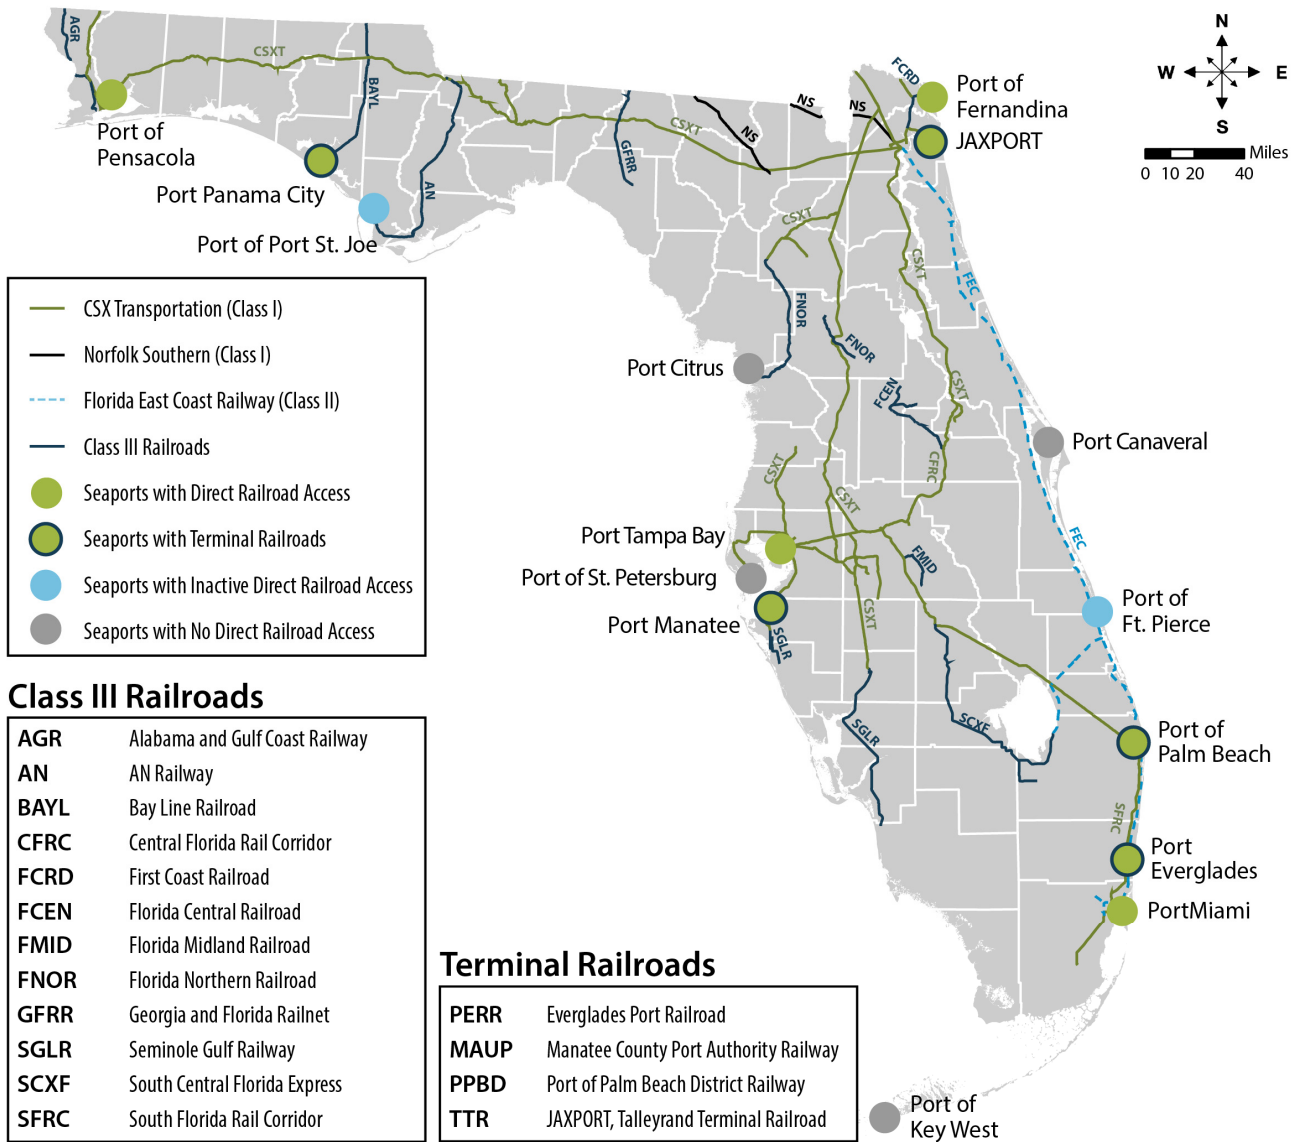 AGR
CSXT
BAYL
AN
GFRR
CSXT
NS
NS
NS
FCRD
Port of
Fernandina
JAXPORT
N
W E
S
Miles
0 10 20 40
Port of
Pensacola
Port Panama City
Port of Port St. Joe
CSXT
CSXT
FEC
FNOR
FNOR
Port Citrus
FCEN
CSXT
Port Canaveral
CSXT
CFRC
CSXT
FEC
Port Tampa Bay
Port of St. Petersburg
Port Manatee
FMID
CSXT
SGLR
Port of
Ft. Pierce
SGLR
SCXF
Port of
Palm Beach
SFRC
Port
Everglades
PortMiami
Port of
Key West
CSX Transportation (Class I)
Norfolk Southern (Class I)
Florida East Coast Railway (Class II)
Class III Railroads
Seaports with Direct Railroad Access
Seaports with Terminal Railroads
Seaports with Inactive Direct Railroad Access
Seaports with No Direct Railroad Access
Class III Railroads
AGR Alabama and Gulf Coast Railway
AN AN Railway
BAYL Bay Line Railroad
CFRC Central Florida Rail Corridor
FCRD First Coast Railroad
FCEN Florida Central Railroad
FMID Florida Midland Railroad
FNOR Florida Northern Railroad
GFRR Georgia and Florida Railnet
SGLR Seminole Gulf Railway
SCXF South Central Florida Express
SFRC South Florida Rail Corridor
Terminal Railroads
PERR Everglades Port Railroad
MAUP Manatee County Port Authority Railway
PPBD Port of Palm Beach District Railway
TTR JAXPORT, Talleyrand Terminal Railroad